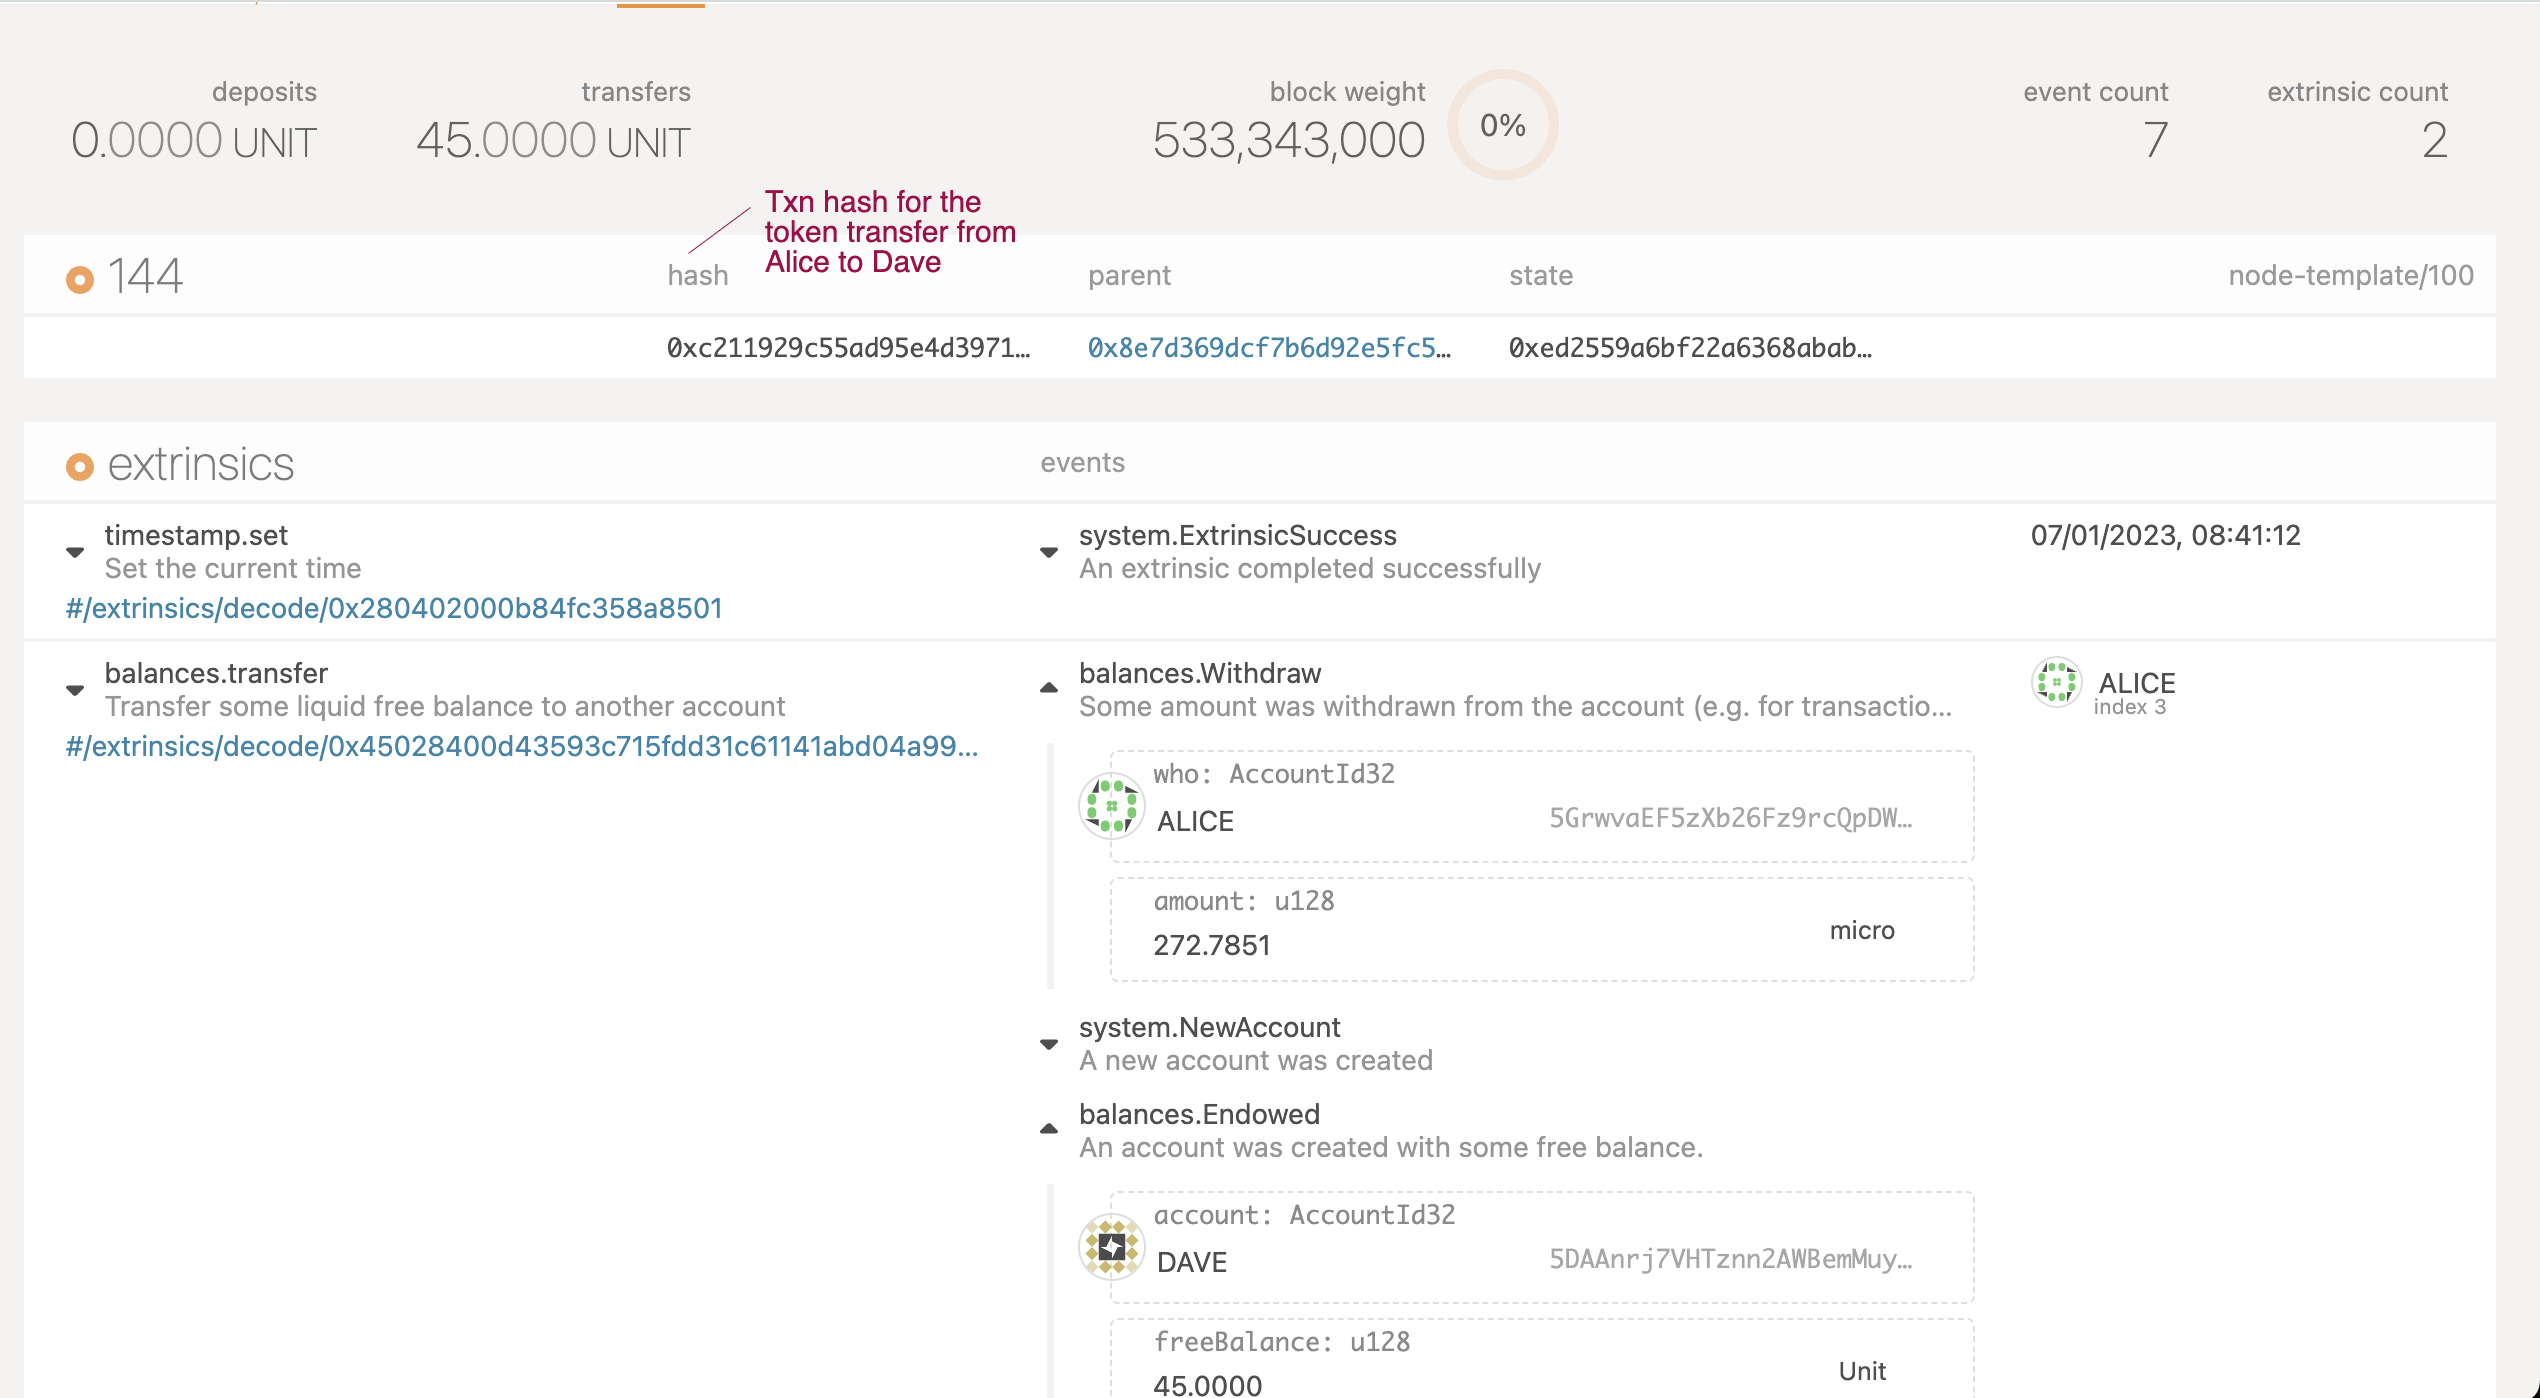 deposits
0.0000 UNIT
transfers
45.0000 UNIT
block weight
533,343,000
0%
event count
7
extrinsic count
2
Txn hash for the
token transfer from
Alice to Dave
144
hash
parent
state
node-template/100
0xc211929c55ad95e4d3971…
0x8e7d369dcf7b6d92e5fc5…
0xed2559a6bf22a6368abab…
extrinsics
events
timestamp.set
Set the current time
#/extrinsics/decode/0x280402000b84fc358a8501
system.ExtrinsicSuccess
An extrinsic completed successfully
07/01/2023, 08:41:12
balances.transfer
Transfer some liquid free balance to another account
#/extrinsics/decode/0x45028400d43593c715fdd31c61141abd04a99...
balances.Withdraw
Some amount was withdrawn from the account (e.g. for transactio...
ALICE
index 3
who: AccountId32
ALICE
5GrwvaEF5zXb26Fz9rcQpDW…
amount: u128
272.7851
micro
system.NewAccount
A new account was created
balances.Endowed
An account was created with some free balance.
account: AccountId32
DAVE
5DAAnrj7VHTznn2AWBemMuy…
freeBalance: u128
45.0000
Unit